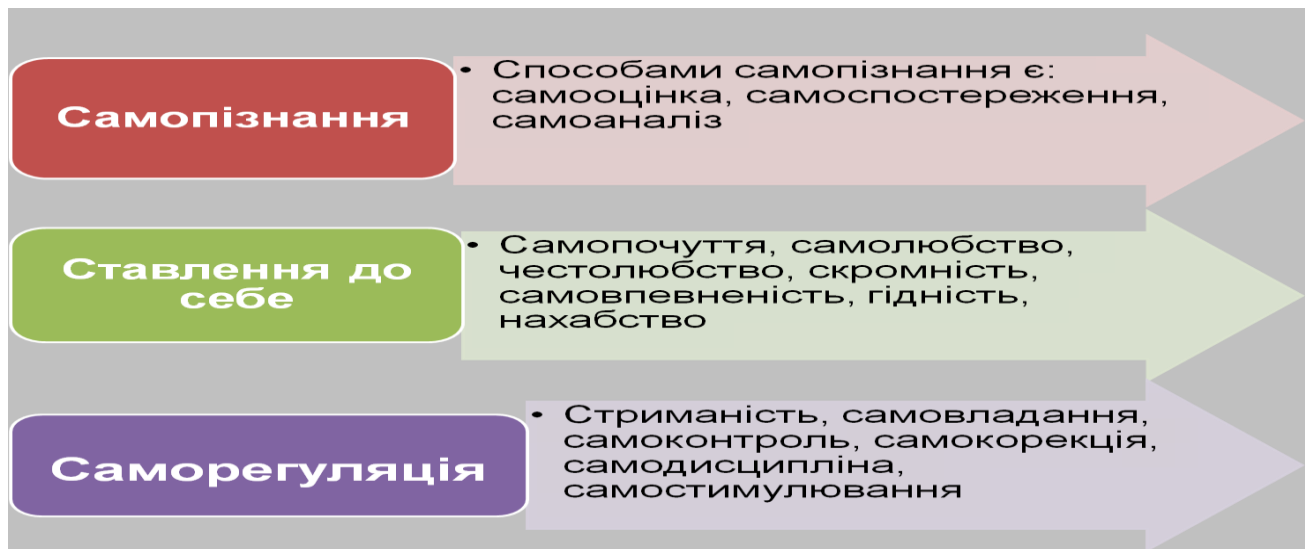 Самопізнання
• Способами самопізнання є:
самооцінка, самоспостереження,
самоаналіз
Ставлення до
себе
• Самопочуття, самолюбство,
честолюбство, скромність,
самовпевненість, гідність,
нахабство
Саморегуляція
• Стриманість, самовладання,
самоконтроль, самокорекція,
самодисципліна,
самостимулювання